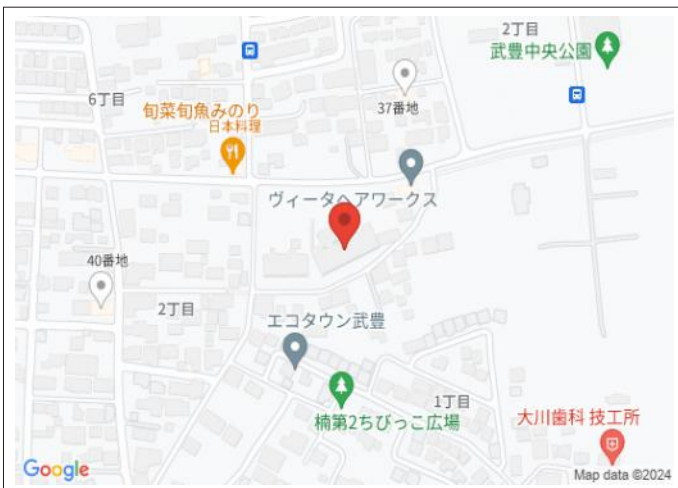 2丁目
武豊中央公園
6丁目
37番地
旬菜旬魚みのり
日本料理
ヴィータヘアワークス
40番地
2丁目
エコタウン武豊
1丁目
楠第2ちびっこ広場
大川歯科 技工所
Google
Map data ©2024